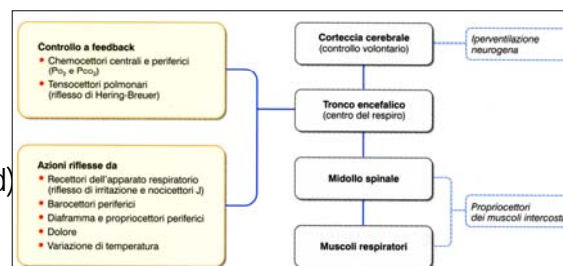 Controllo a feedback
• Chemocettori centrali e periferici
(Po₂ e Pco₂)
• Tensocettori polmonari
(riflesso di Hering-Breuer)
d)
Azioni riflesse da
• Recettori dell'apparato respiratorio
(riflesso di irritazione e nocicettori J)
• Barocettori periferici
• Diaframma e propriocettori periferici
• Dolore
• Variazione di temperatura
Corteccia cerebrale
(controllo volontario)
Tronco encefalico
(centro del respiro)
Midollo spinale
Muscoli respiratori
Iperventilazione
neurogena
Propriocettori
dei muscoli intercosta